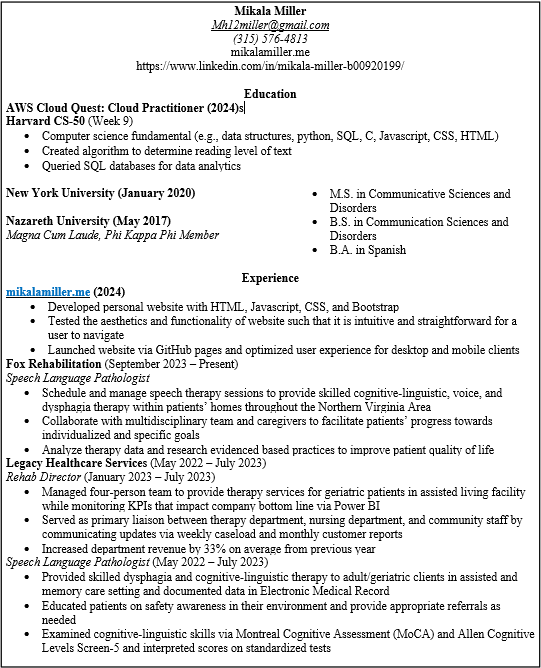 Mikala Miller
Mh12miller@gmail.com
(315) 576-4813
mikalamiller.me
https://www.linkedin.com/in/mikala-miller-b00920199/
Education
AWS Cloud Quest: Cloud Practitioner (2024)s
Harvard CS-50 (Week 9)
• Computer science fundamental (e.g., data structures, python, SQL, C, Javascript, CSS, HTML)
• Created algorithm to determine reading level of text
• Queried SQL databases for data analytics
New York University (January 2020)
Nazareth University (May 2017)
Magna Cum Laude, Phi Kappa Phi Member
• M.S. in Communicative Sciences and
Disorders
• B.S. in Communication Sciences and
Disorders
• B.A. in Spanish
Experience
mikalamiller.me (2024)
• Developed personal website with HTML, Javascript, CSS, and Bootstrap
• Tested the aesthetics and functionality of website such that it is intuitive and straightforward for a
user to navigate
• Launched website via GitHub pages and optimized user experience for desktop and mobile clients
Fox Rehabilitation (September 2023 – Present)
Speech Language Pathologist
• Schedule and manage speech therapy sessions to provide skilled cognitive-linguistic, voice, and
dysphagia therapy within patients' homes throughout the Northern Virginia Area
• Collaborate with multidisciplinary team and caregivers to facilitate patients' progress towards
individualized and specific goals
• Analyze therapy data and research evidenced based practices to improve patient quality of life
Legacy Healthcare Services (May 2022 – July 2023)
Rehab Director (January 2023 – July 2023)
• Managed four-person team to provide therapy services for geriatric patients in assisted living facility
while monitoring KPIs that impact company bottom line via Power BI
• Served as primary liaison between therapy department, nursing department, and community staff by
communicating updates via weekly caseload and monthly customer reports
• Increased department revenue by 33% on average from previous year
Speech Language Pathologist (May 2022 – July 2023)
• Provided skilled dysphagia and cognitive-linguistic therapy to adult/geriatric clients in assisted and
memory care setting and documented data in Electronic Medical Record
• Educated patients on safety awareness in their environment and provide appropriate referrals as
needed
• Examined cognitive-linguistic skills via Montreal Cognitive Assessment (MoCA) and Allen Cognitive
Levels Screen-5 and interpreted scores on standardized tests